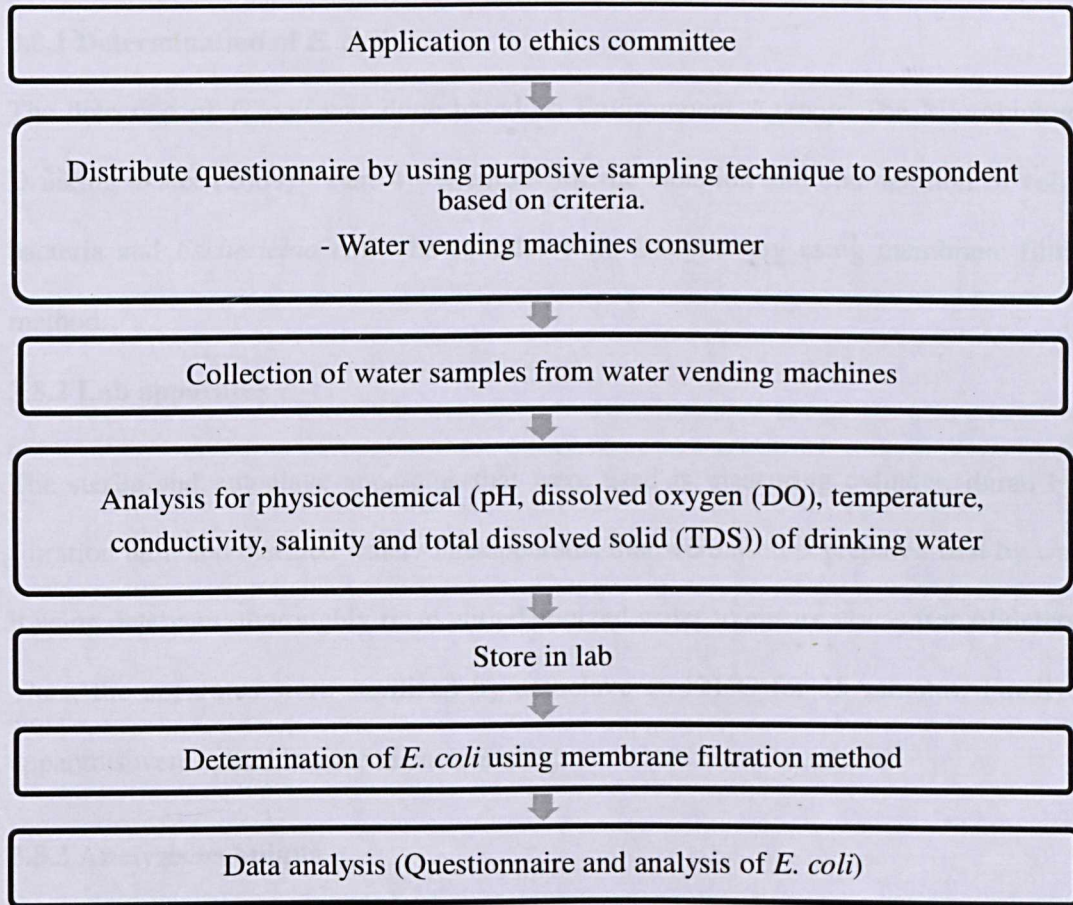 Application to ethics committee
Distribute questionnaire by using purposive sampling technique to respondent
based on criteria.
- Water vending machines consumer
Collection of water samples from water vending machines
Analysis for physicochemical (pH, dissolved oxygen (DO), temperature,
conductivity, salinity and total dissolved solid (TDS)) of drinking water
Store in lab
Determination of E. coli using membrane filtration method
Data analysis (Questionnaire and analysis of E. coli)